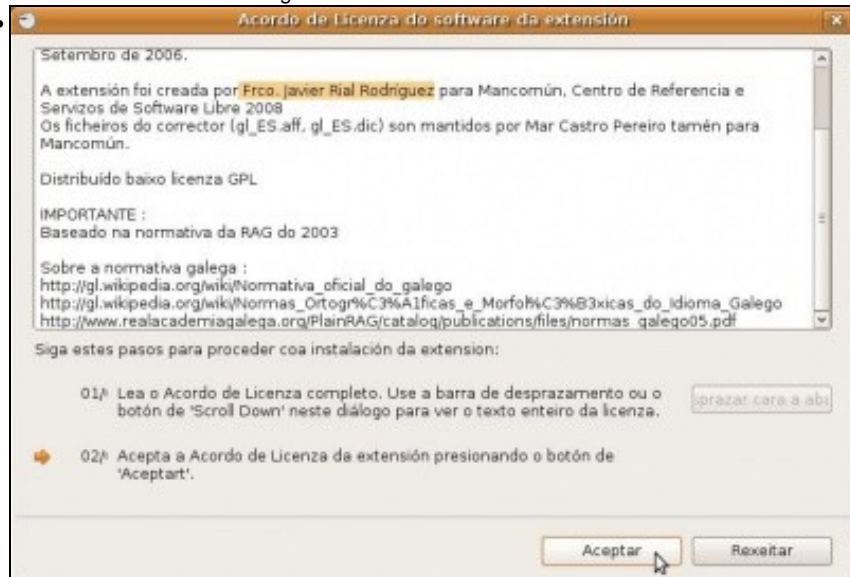 Acordo de Licenza do software da extensión
Setembro de 2006.
A extensión foi creada por Frco. Javier Rial Rodríguez para Mancomún, Centro de Referencia e
Servizos de Software Libre 2008
Os ficheiros do corrector (gl_ES.aff, gl_ES.dic) son mantidos por Mar Castro Pereiro tamén para
Mancomún.
Distribuído baixo licenza GPL
IMPORTANTE :
Baseado na normativa da RAG do 2003
Sobre a normativa galega :
http://gl.wikipedia.org/wiki/Normativa_oficial_do_galego
http://gl.wikipedia.org/wiki/Normas_Ortogr%C3%A1ficas_e_Morfol%C3%B3xicas_do_Idioma_Galego
http://www.realacademiagalega.org/PlainRAG/catalog/publications/files/normas_galego05.pdf
Siga estes pasos para proceder coa instalación da extension:
01/ Lea o Acordo de Licenza completo. Use a barra de desprazamento ou o
botón de 'Scroll Down' neste diálogo para ver o texto enteiro da licenza.
prazar cara a
02/ Acepta a Acordo de Licenza da extensión presionando o botón de
'Aceptart'.
Aceptar
Rexeitar